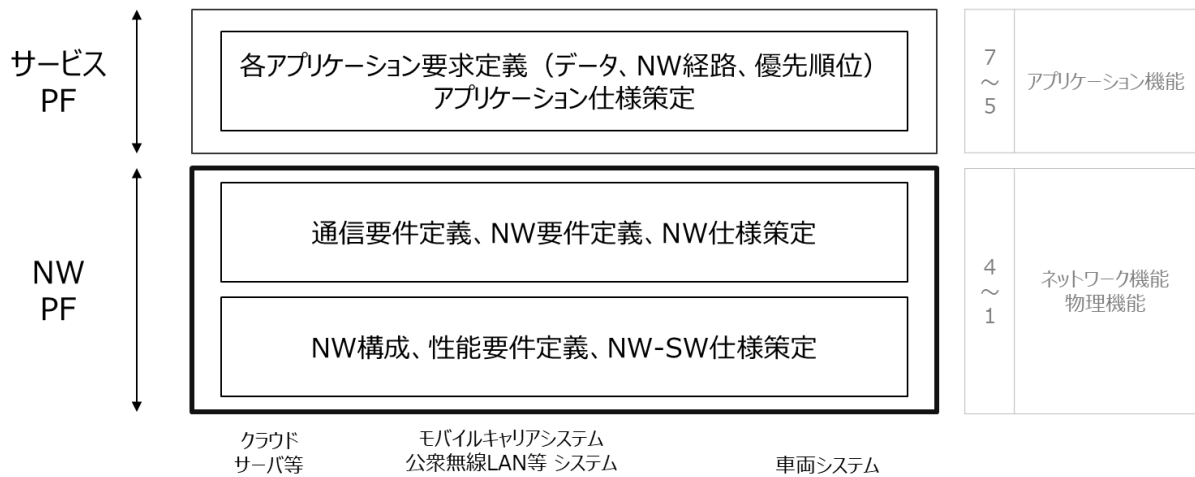 サービス
PF
各アプリケーション要求定義（データ、NW経路、優先順位）
アプリケーション仕様策定
7
～
5
アプリケーション機能
NW
PF
通信要件定義、NW要件定義、NW仕様策定
NW構成、性能要件定義、NW-SW仕様策定
4
～
1
ネットワーク機能
物理機能
クラウド
サーバ等
モバイルキャリアシステム
公衆無線LAN等 システム
車両システム